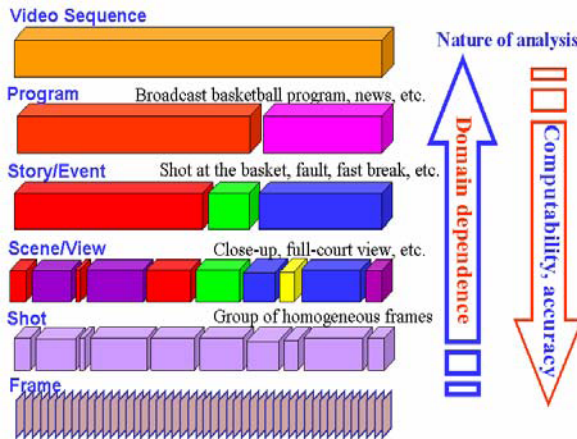 Video Sequence
Nature of analysis
Program
Broadcast basketball program, news, etc.
Story/Event
Shot at the basket, fault, fast break, etc.
Scene/View
Close-up, full-court view, etc.
Shot
Group of homogeneous frames
Frame
Domain dependence
Computability, accuracy